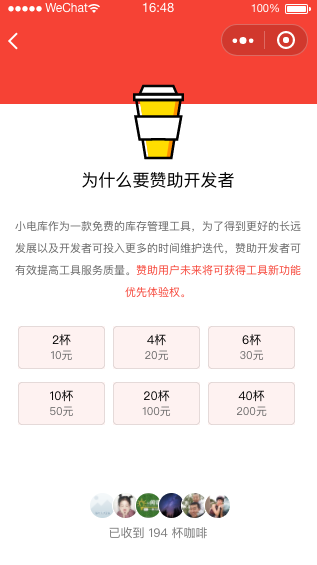 WeChat 16:48 100%
为什么要赞助开发者
小电库作为一款免费的库存管理工具，为了得到更好的长远
发展以及开发者可投入更多的时间维护迭代，赞助开发者可
有效提高工具服务质量。赞助用户未来将可获得工具新功能
优先体验权。
2杯 4杯 6杯
10元 20元 30元
10杯 20杯 40杯
50元 100元 200元
已收到 194 杯咖啡